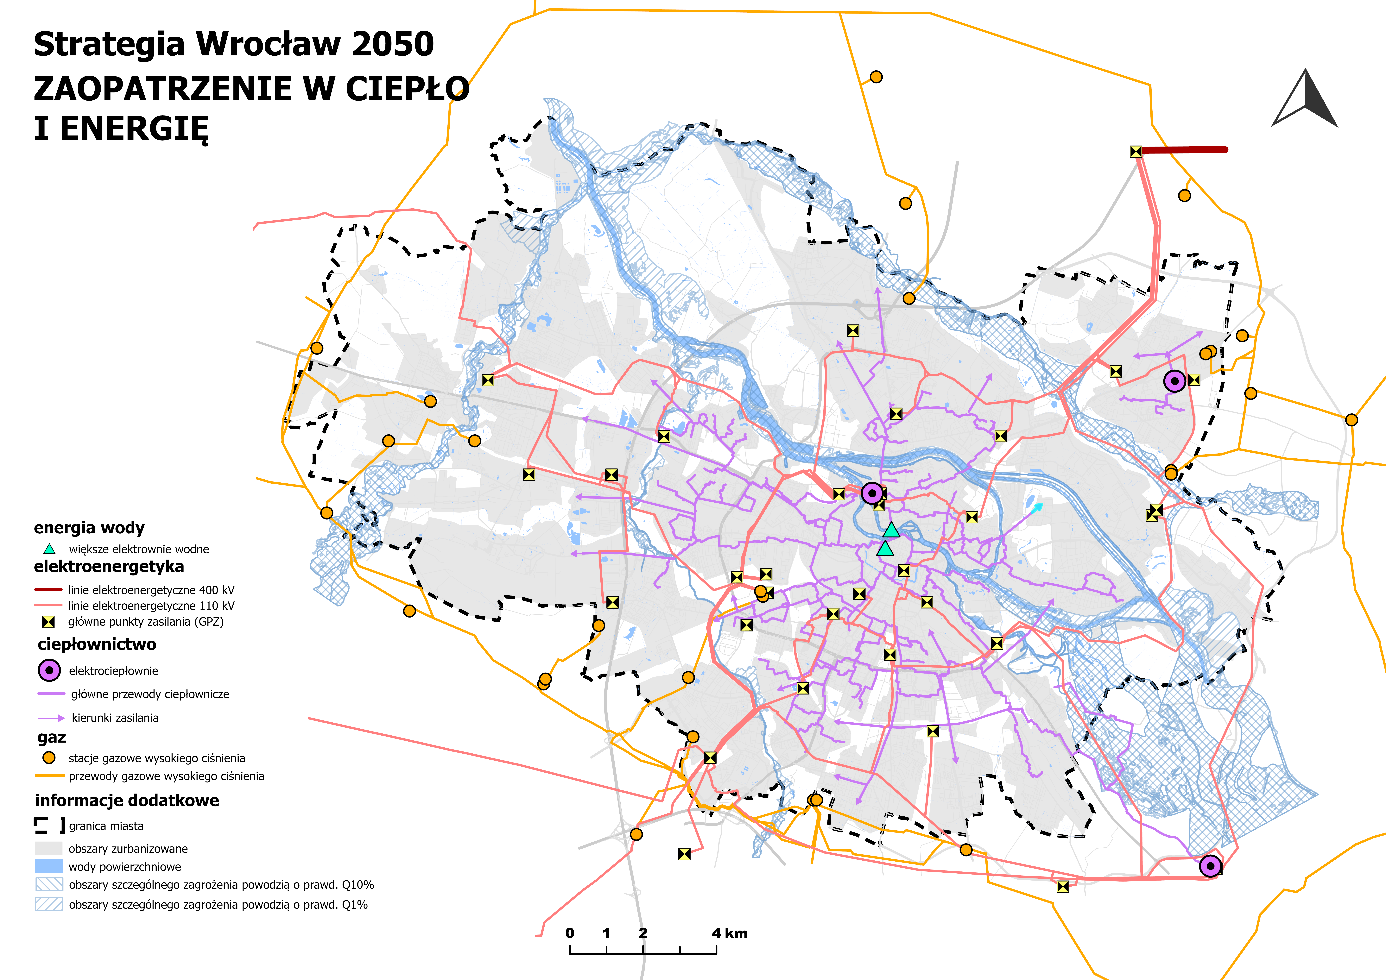 Strategia Wrocław 2050
ZAOPATRZENIE W CIEPŁO
I ENERGIĘ
energia wody
większe elektrownie wodne
elektroenergetyka
linie elektroenergetyczne 400 kV
linie elektroenergetyczne 110 kV
główne punkty zasilania (GPZ)
ciepłownictwo
elektrociepłownie
główne przewody ciepłownicze
kierunki zasilania
gaz
stacje gazowe wysokiego ciśnienia
przewody gazowe wysokiego ciśnienia
informacje dodatkowe
granica miasta
obszary zurbanizowane
wody powierzchniowe
obszary szczególnego zagrożenia powodzią o prawd. Q10%
obszary szczególnego zagrożenia powodzią o prawd. Q1%
0 1 2 4 km